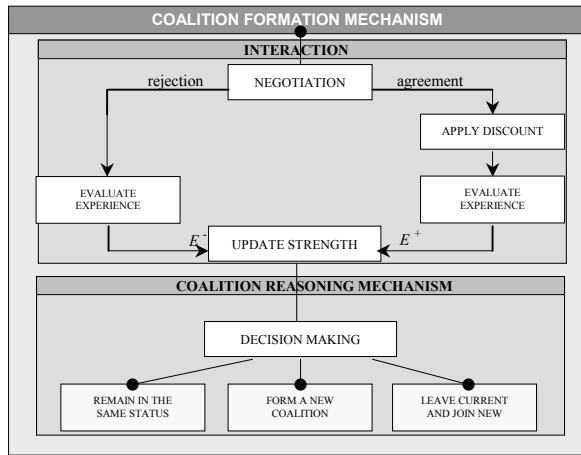 COALITION FORMATION MECHANISM
INTERACTION
rejection
NEGOTIATION
agreement
APPLY DISCOUNT
EVALUATE
EXPERIENCE
EVALUATE
EXPERIENCE
E -
UPDATE STRENGTH
E +
COALITION REASONING MECHANISM
DECISION MAKING
REMAIN IN THE
SAME STATUS
FORM A NEW
COALITION
LEAVE CURRENT
AND JOIN NEW